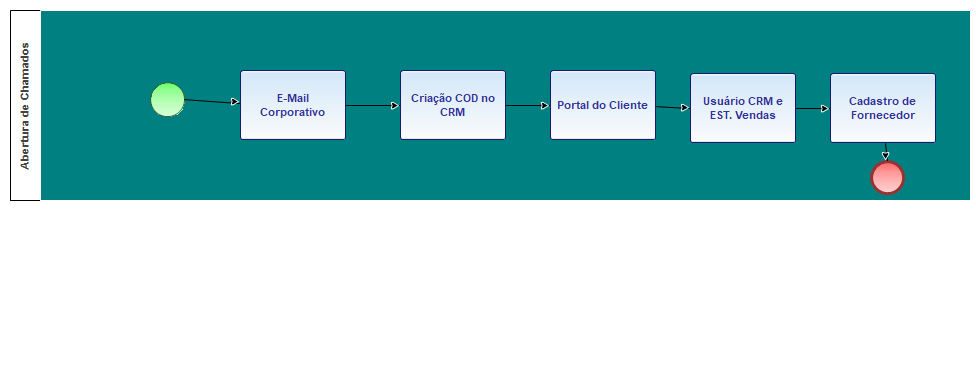 Abertura de Chamados
E-Mail
Corporativo
Criação COD no
CRM
Portal do Cliente
Usuário CRM e
EST. Vendas
Cadastro de
Fornecedor